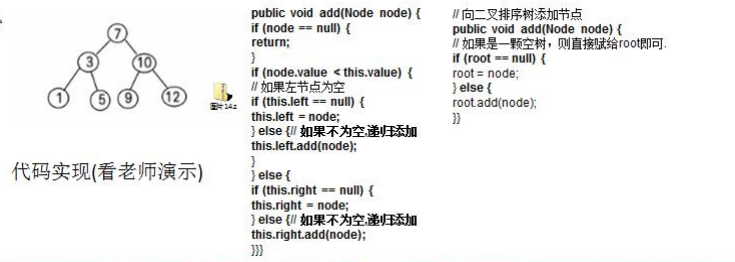 7
3
10
1
5
9
12
代码实现(看老师演示)
public void add(Node node) {
if (node == null) {
return;
}
if (node.value < this.value) {
// 如果左节点为空
if (this.left == null) {
this.left = node;
} else {// 如果不为空,递归添加
this.left.add(node);
}
} else {
if (this.right == null) {
this.right = node;
} else {// 如果不为空,递归添加
this.right.add(node);
}}}
// 向二叉排序树添加节点
public void add(Node node) {
// 如果是一颗空树，则直接赋给root即可.
if (root == null) {
root = node;
} else {
root.add(node);
}}